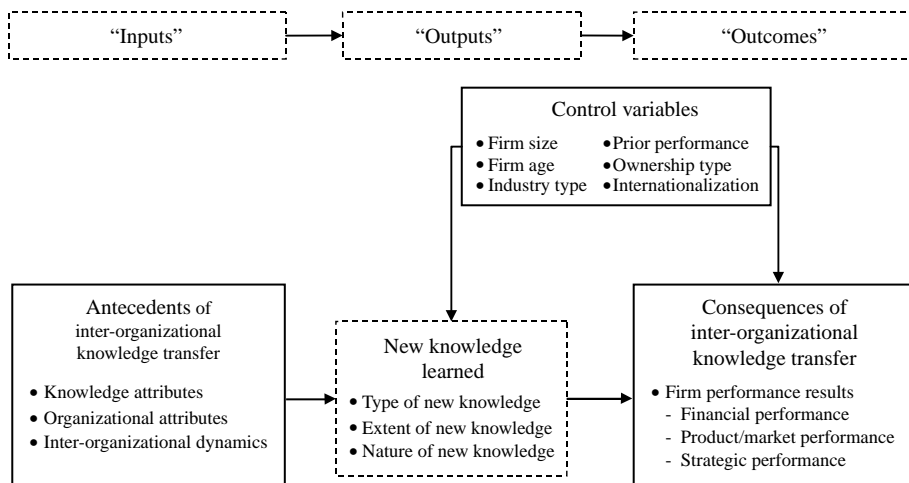 “Inputs” “Outputs” “Outcomes”
Control variables
• Firm size • Prior performance
• Firm age • Ownership type
• Industry type • Internationalization
Antecedents of
inter-organizational
knowledge transfer
• Knowledge attributes
• Organizational attributes
• Inter-organizational dynamics
New knowledge
learned
• Type of new knowledge
• Extent of new knowledge
• Nature of new knowledge
Consequences of
inter-organizational
knowledge transfer
• Firm performance results
- Financial performance
- Product/market performance
- Strategic performance